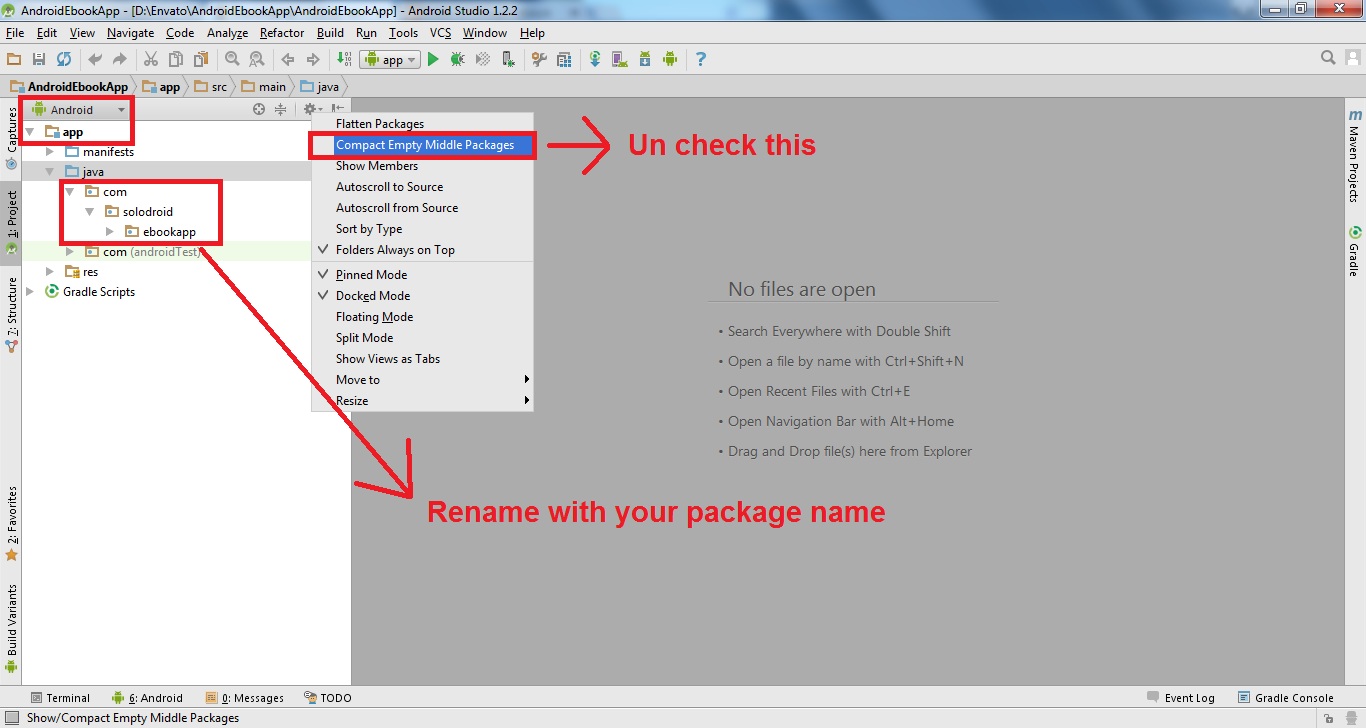 AndroidEbookApp - [D:\Envato\AndroidEbookApp\AndroidEbookApp] - Android Studio 1.2.2
File Edit View Navigate Code Analyze Refactor Build Run Tools VCS Window Help
app
AndroidEbookApp app src main java
Android
app
manifests
java
com
solodroid
ebookapp
com (androidTest)
res
Gradle Scripts
Captures
1: Project
7: Structure
2: Favorites
Build Variants
Flatten Packages
Compact Empty Middle Packages
Show Members
Autoscroll to Source
Autoscroll from Source
Sort by Type
Folders Always on Top
Pinned Mode
Docked Mode
Floating Mode
Split Mode
Show Views as Tabs
Move to
Resize
Un check this
Rename with your package name
No files are open
• Search Everywhere with Double Shift
• Open a file by name with Ctrl+Shift+N
• Open Recent Files with Ctrl+E
• Open Navigation Bar with Alt+Home
• Drag and Drop file(s) here from Explorer
m Maven Projects
Gradle
Terminal 6: Android 0: Messages TODO Event Log Gradle Console
Show/Compact Empty Middle Packages